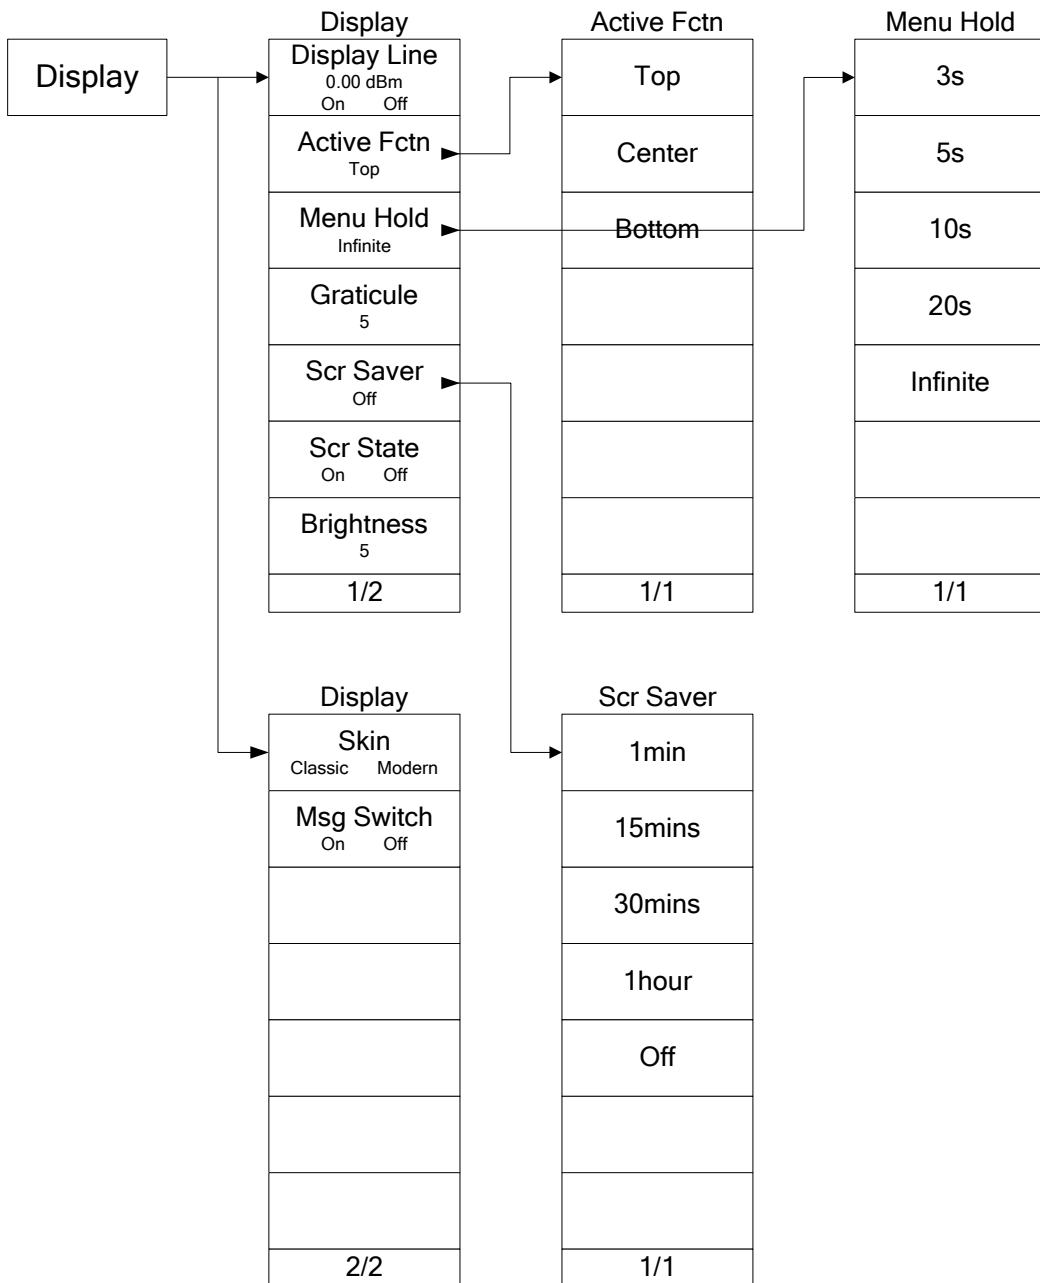 Display
Display
Display Line
0.00 dBm
On Off
Active Fctn
Top
Menu Hold
Infinite
Graticule
5
Scr Saver
Off
Scr State
On Off
Brightness
5
1/2
Active Fctn
Top
Center
Bottom
1/1
Menu Hold
3s
5s
10s
20s
Infinite
1/1
Display
Skin
Classic Modern
Msg Switch
On Off
2/2
Scr Saver
1min
15mins
30mins
1hour
Off
1/1